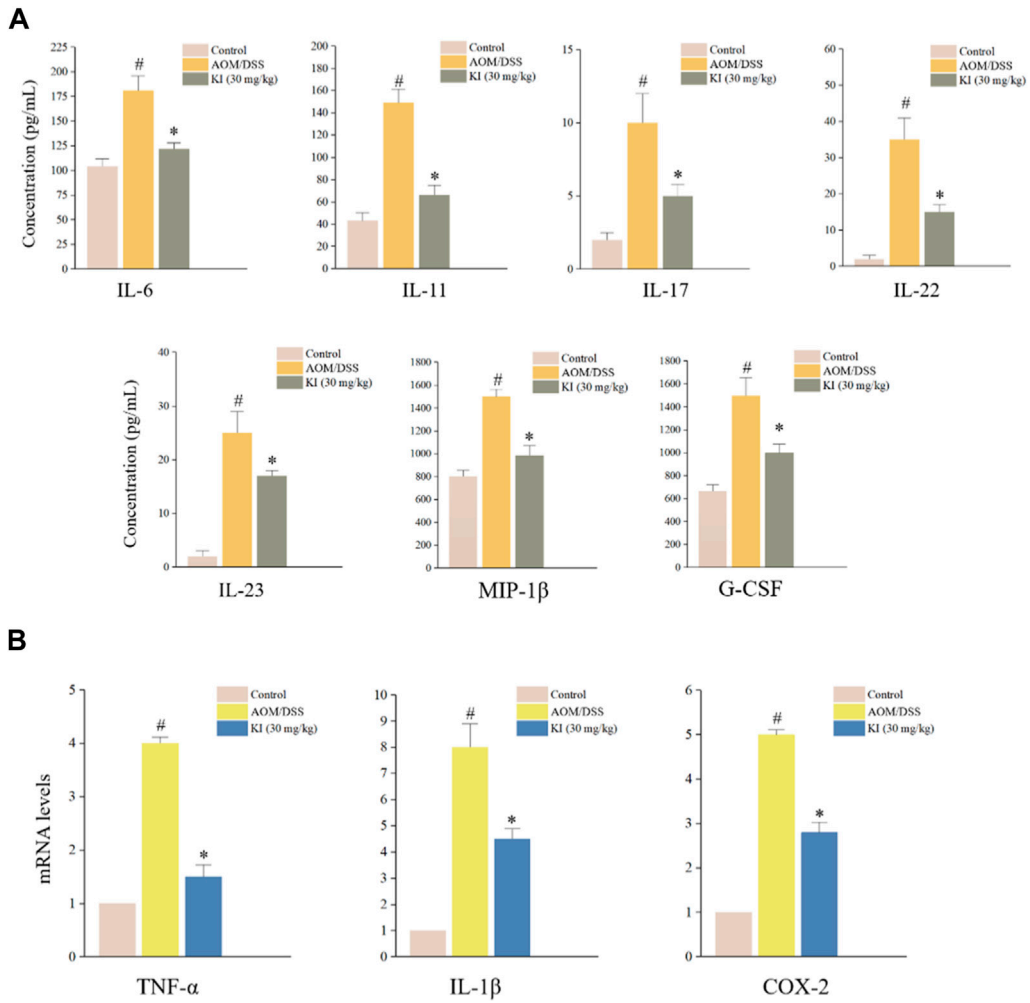 A
Concentration (pg/mL)
225
200
175
150
125
100
75
50
25
0
#
*
Control
AOM/DSS
KI (30 mg/kg)
IL-6
200
180
160
140
120
100
80
60
40
20
0
#
*
Control
AOM/DSS
KI (30 mg/kg)
IL-11
15
10
5
0
#
*
Control
AOM/DSS
KI (30 mg/kg)
IL-17
60
50
40
30
20
10
0
#
*
Control
AOM/DSS
KI (30 mg/kg)
IL-22
Concentration (pg/mL)
40
30
20
10
0
#
*
Control
AOM/DSS
KI (30 mg/kg)
IL-23
1800
1600
1400
1200
1000
800
600
400
200
0
#
*
Control
AOM/DSS
KI (30 mg/kg)
MIP-1β
1800
1600
1400
1200
1000
800
600
400
200
0
#
*
Control
AOM/DSS
KI (30 mg/kg)
G-CSF
B
mRNA levels
5
4
3
2
1
0
#
*
Control
AOM/DSS
KI (30 mg/kg)
TNF-α
10
9
8
7
6
5
4
3
2
1
0
#
*
Control
AOM/DSS
KI (30 mg/kg)
IL-1β
6
5
4
3
2
1
0
#
*
Control
AOM/DSS
KI (30 mg/kg)
COX-2